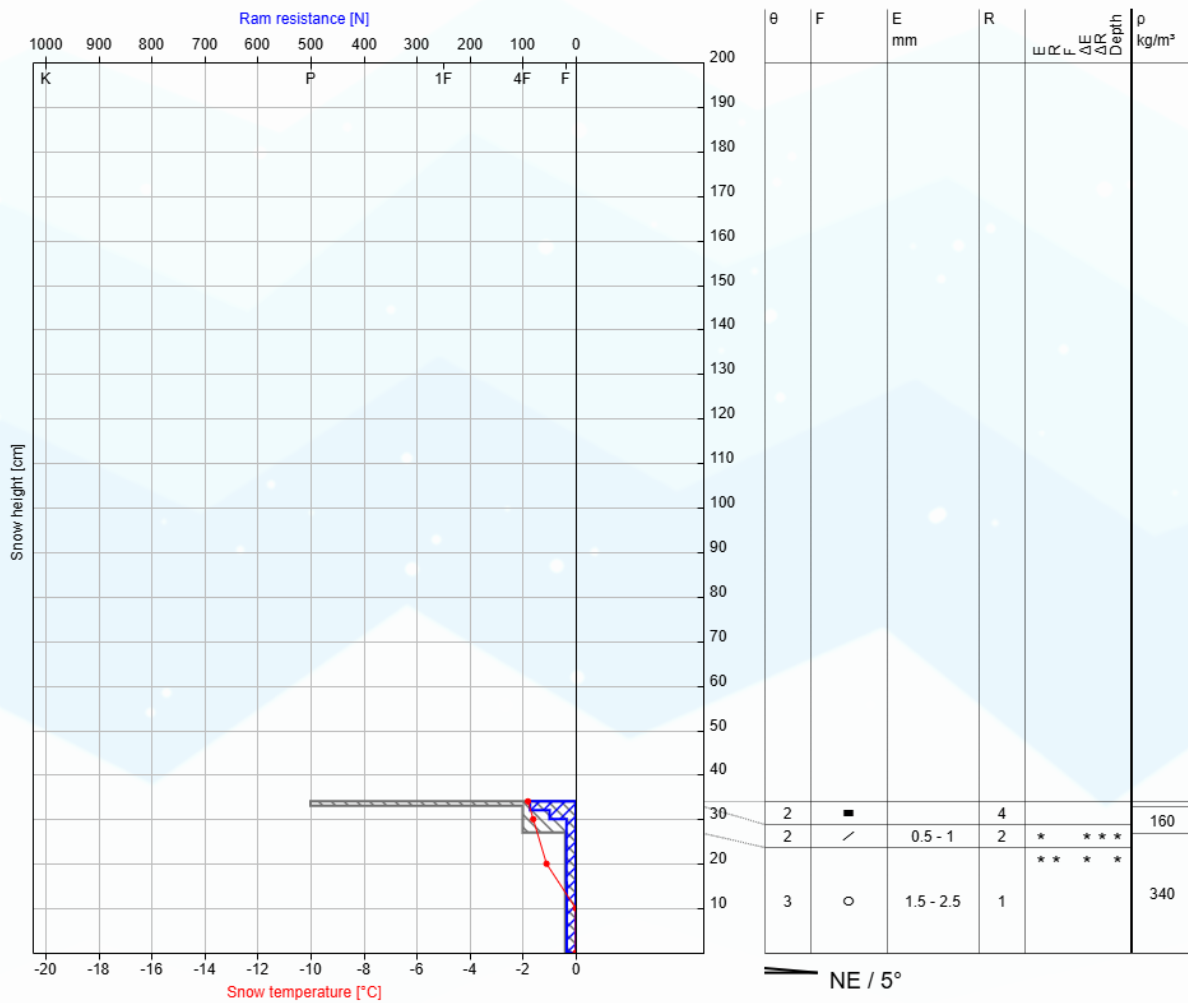 Ram resistance [N]
1000 900 800 700 600 500 400 300 200 100 0
K P 1F 4F F
200
190
180
170
160
150
140
130
120
110
100
90
80
70
60
50
40
30
20
10
Snow height [cm]
-20 -18 -16 -14 -12 -10 -8 -6 -4 -2 0
Snow temperature [°C]
θ F E R E R F ΔE ΔR Depth ρ
mm kg/m³
2 ■ 4
160
2 / 0.5 - 1 2 * * * *
* * * *
3 o 1.5 - 2.5 1
340
NE / 5°